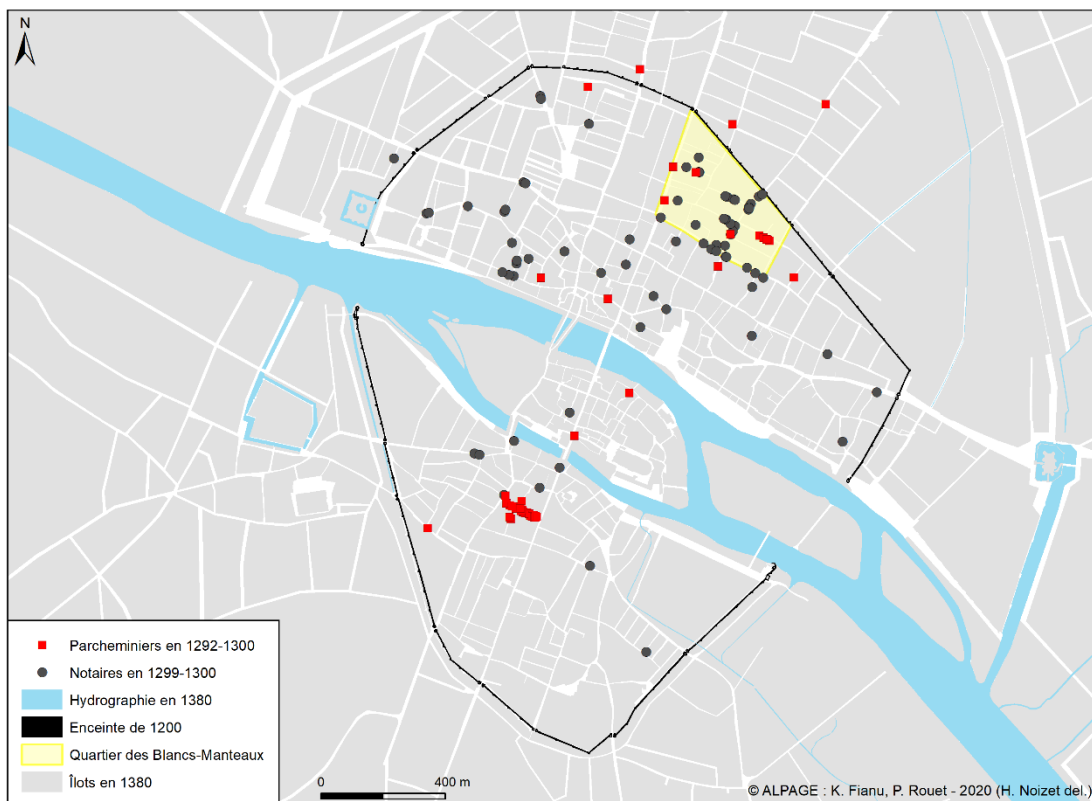 N
Parcheminiers en 1292-1300
Notaires en 1299-1300
Hydrographie en 1380
Enceinte de 1200
Quartier des Blancs-Manteaux
Îlots en 1380
0 400 m
© ALPAGE : K. Fianu, P. Rouet - 2020 (H. Noizet del.)